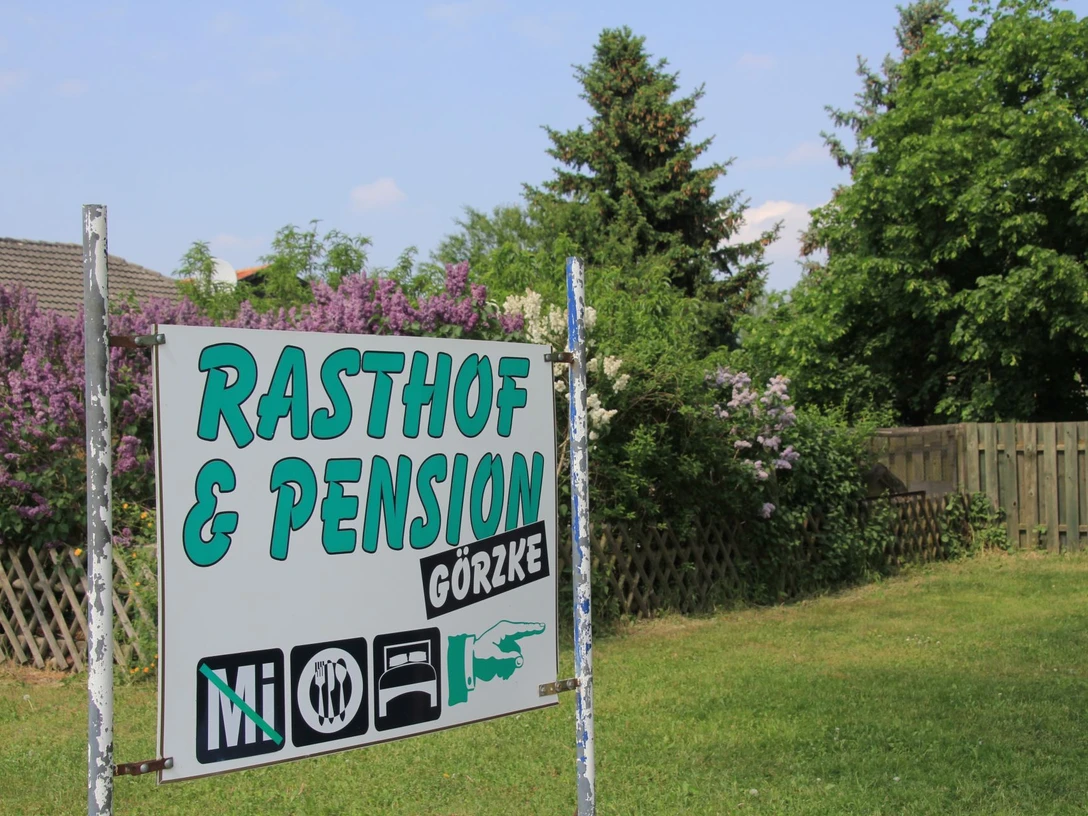 RASTHOF
& PENSION
GÖRZKE
Mi